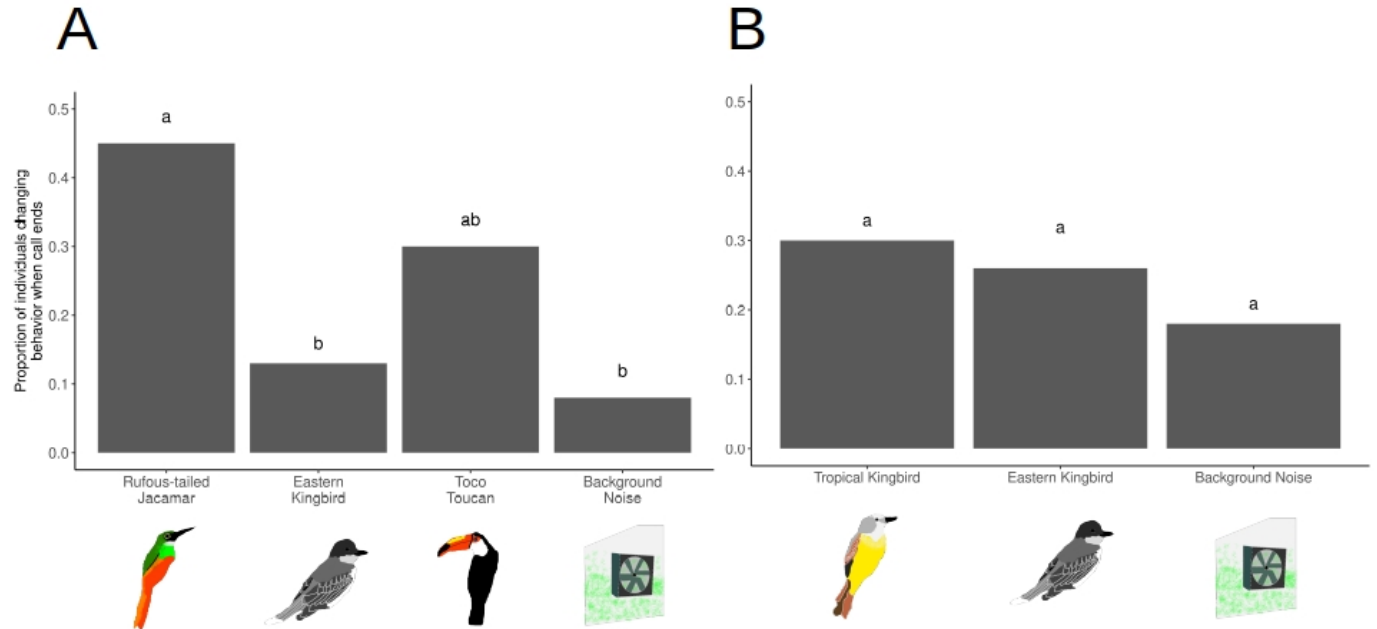 A
B
Proportion of individuals changing
behavior when call ends
0.5
0.4
0.3
0.2
0.1
0.0
a
b
ab
b
Rufous-tailed
Jacamar
Eastern
Kingbird
Toco
Toucan
Background
Noise
0.5
0.4
0.3
0.2
0.1
0.0
a
a
a
Tropical Kingbird
Eastern Kingbird
Background Noise